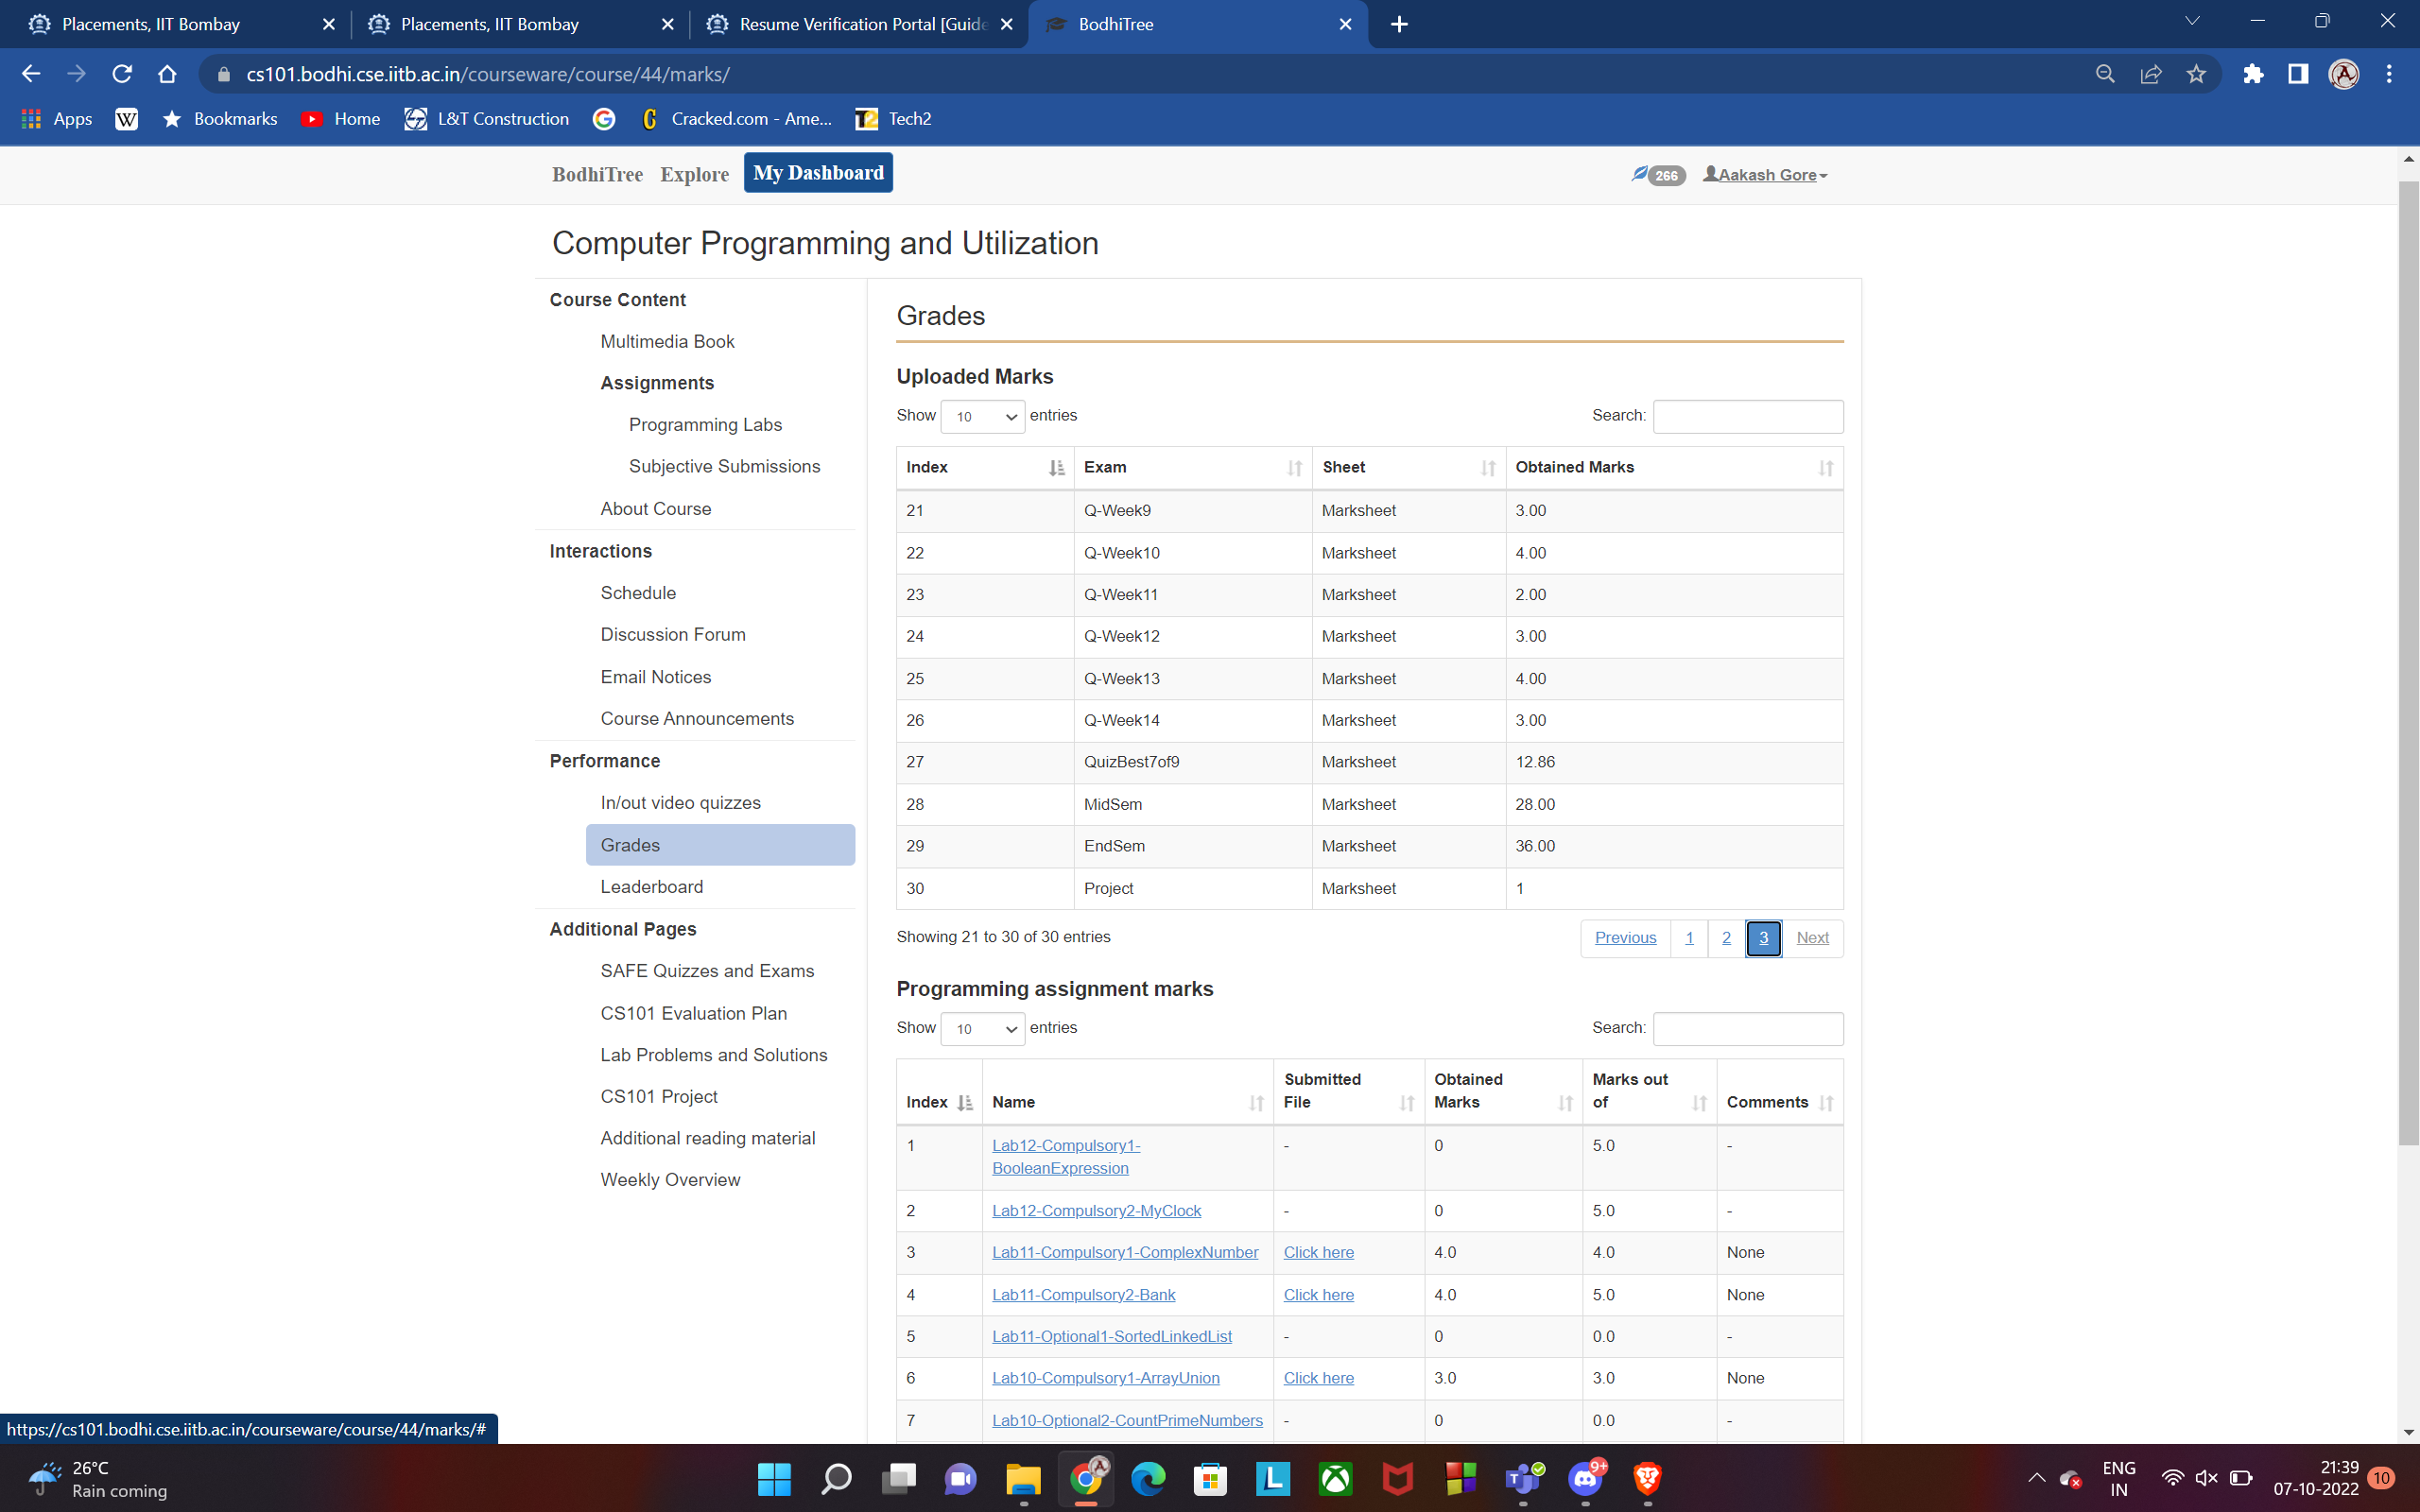 Placements, IIT Bombay
Placements, IIT Bombay
Resume Verification Portal [Guide
BodhiTree
cs101.bodhi.cse.iitb.ac.in/courseware/course/44/marks/
Apps W Bookmarks Home L&T Construction G C Cracked.com - Ame... T2 Tech2
BodhiTree Explore My Dashboard 266 Aakash Gore
Computer Programming and Utilization
Course Content
Multimedia Book
Assignments
Programming Labs
Subjective Submissions
About Course
Interactions
Schedule
Discussion Forum
Email Notices
Course Announcements
Performance
In/out video quizzes
Grades
Leaderboard
Additional Pages
SAFE Quizzes and Exams
CS101 Evaluation Plan
Lab Problems and Solutions
CS101 Project
Additional reading material
Weekly Overview
Grades
Uploaded Marks
Show 10 entries Search:
Index Exam Sheet Obtained Marks
21 Q-Week9 Marksheet 3.00
22 Q-Week10 Marksheet 4.00
23 Q-Week11 Marksheet 2.00
24 Q-Week12 Marksheet 3.00
25 Q-Week13 Marksheet 4.00
26 Q-Week14 Marksheet 3.00
27 QuizBest7of9 Marksheet 12.86
28 MidSem Marksheet 28.00
29 EndSem Marksheet 36.00
30 Project Marksheet 1
Showing 21 to 30 of 30 entries Previous 1 2 3 Next
Programming assignment marks
Show 10 entries Search:
Submitted Obtained Marks out
Index Name File Marks of Comments
1 Lab12-Compulsory1- - 0 5.0 -
BooleanExpression
2 Lab12-Compulsory2-MyClock - 0 5.0 -
3 Lab11-Compulsory1-ComplexNumber Click here 4.0 4.0 None
4 Lab11-Compulsory2-Bank Click here 4.0 5.0 None
5 Lab11-Optional1-SortedLinkedList - 0 0.0 -
6 Lab10-Compulsory1-ArrayUnion Click here 3.0 3.0 None
7 Lab10-Optional2-CountPrimeNumbers - 0 0.0 -
https://cs101.bodhi.cse.iitb.ac.in/courseware/course/44/marks/#
26°C
Rain coming
L
T
9+
ENG
IN
21:39
07-10-2022
10